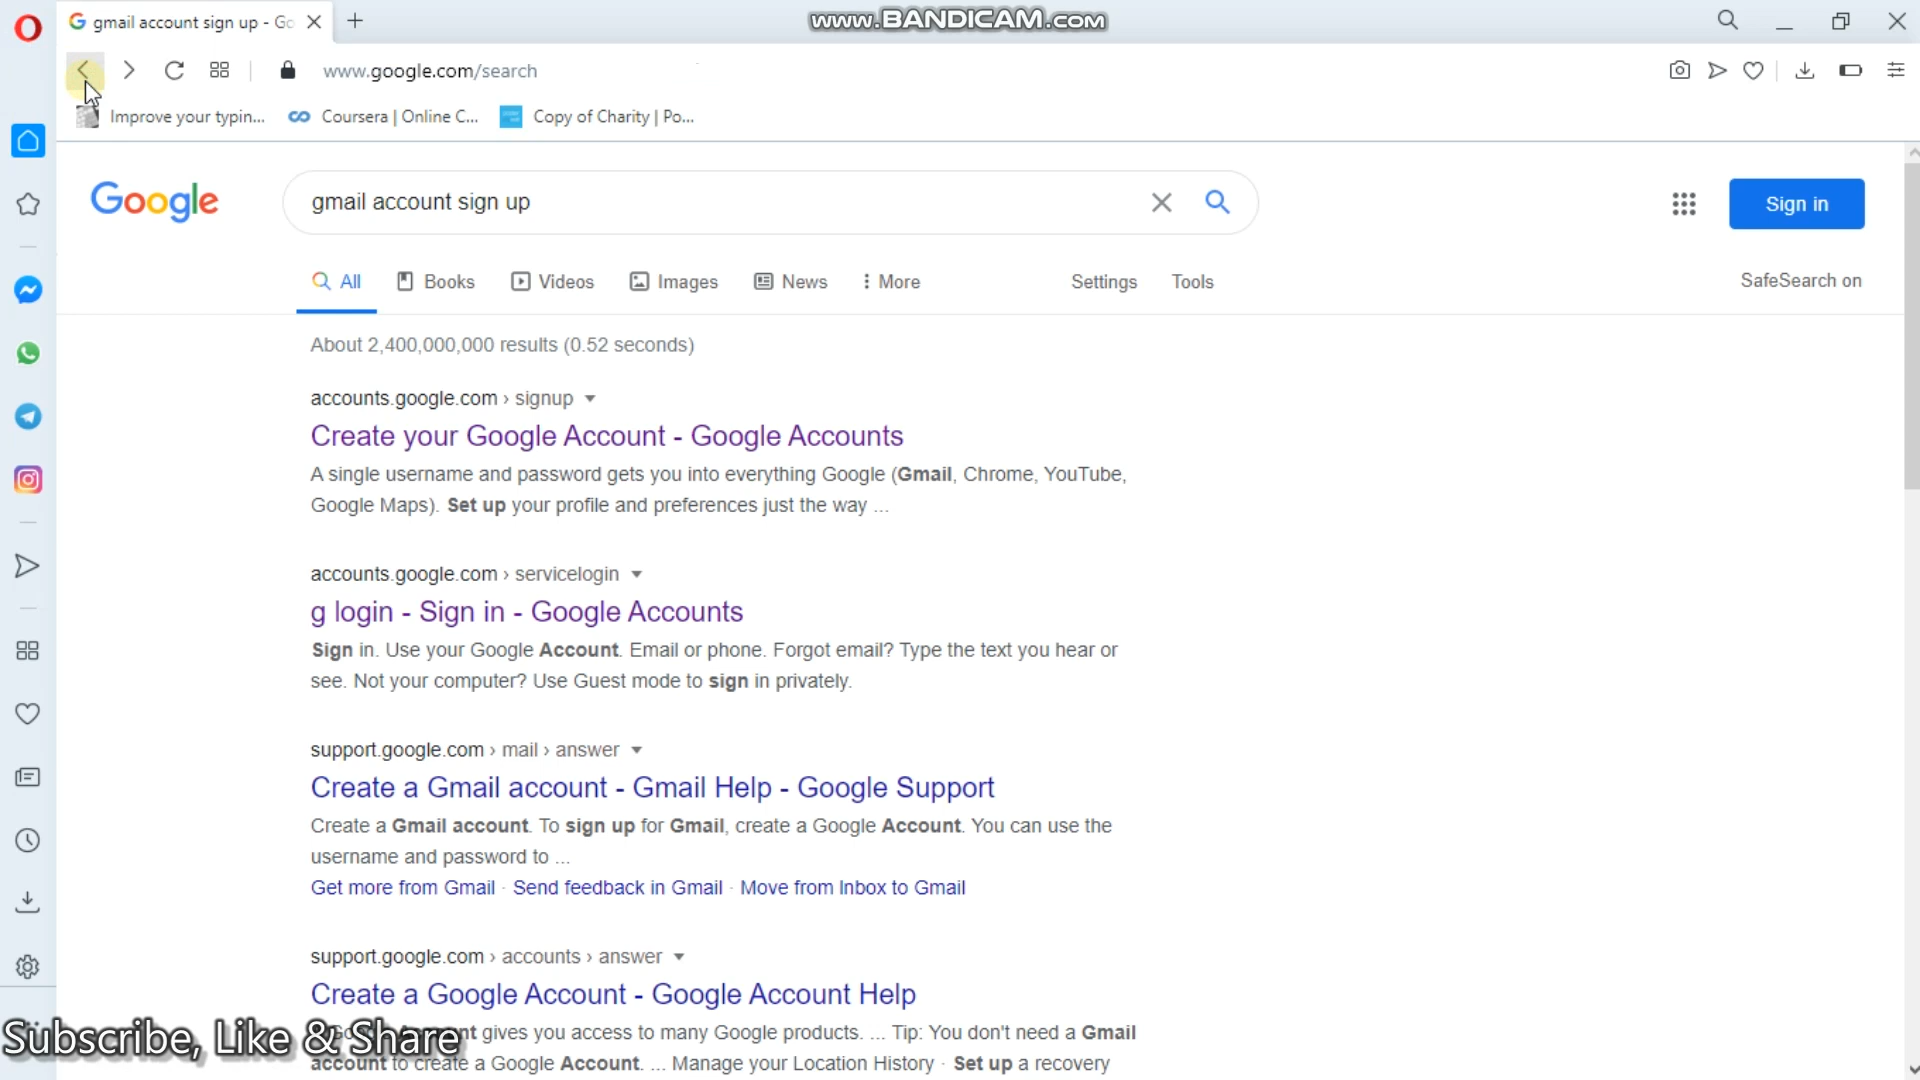 gmail account sign up - Go
www.BANDICAM.com
www.google.com/search
Improve your typin...
Coursera | Online C...
Copy of Charity | Po...
Google
gmail account sign up
Sign in
All
Books
Videos
Images
News
More
Settings
Tools
SafeSearch on
About 2,400,000,000 results (0.52 seconds)
accounts.google.com › signup
Create your Google Account - Google Accounts
A single username and password gets you into everything Google (Gmail, Chrome, YouTube,
Google Maps). Set up your profile and preferences just the way ...
accounts.google.com › servicelogin
g login - Sign in - Google Accounts
Sign in. Use your Google Account. Email or phone. Forgot email? Type the text you hear or
see. Not your computer? Use Guest mode to sign in privately.
support.google.com › mail › answer
Create a Gmail account - Gmail Help - Google Support
Create a Gmail account. To sign up for Gmail, create a Google Account. You can use the
username and password to ...
Get more from Gmail · Send feedback in Gmail · Move from Inbox to Gmail
support.google.com › accounts › answer
Create a Google Account - Google Account Help
gives you access to many Google products. ... Tip: You don't need a Gmail
account to create a Google Account. ... Manage your Location History · Set up a recovery
Subscribe, Like & Share